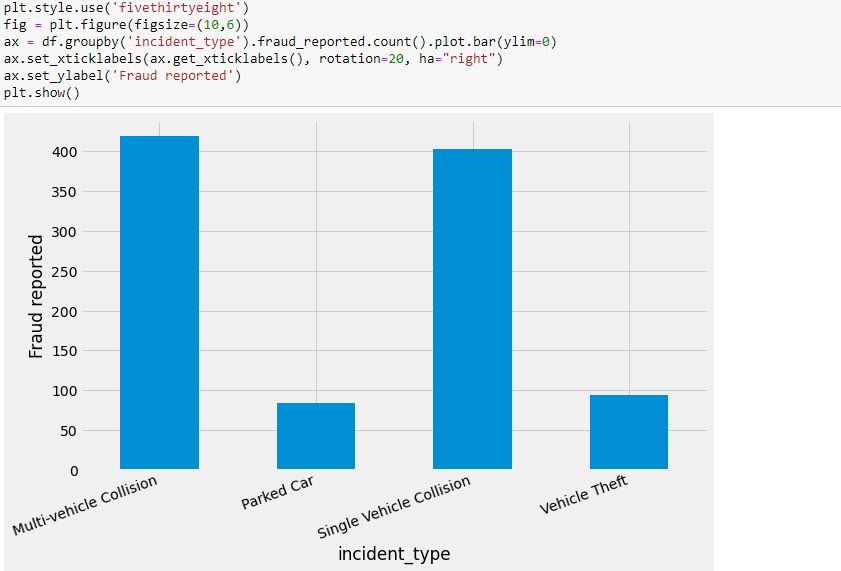 plt.style.use('fivethirtyeight')
fig = plt.figure(figsize=(10,6))
ax = df.groupby('incident_type').fraud_reported.count().plot.bar(ylim=0)
ax.set_xticklabels(ax.get_xticklabels(), rotation=20, ha="right")
ax.set_ylabel('Fraud reported')
plt.show()
400
350
300
250
200
150
100
50
0
Fraud reported
Multi-vehicle Collision
Parked Car
Single Vehicle Collision
Vehicle Theft
incident_type